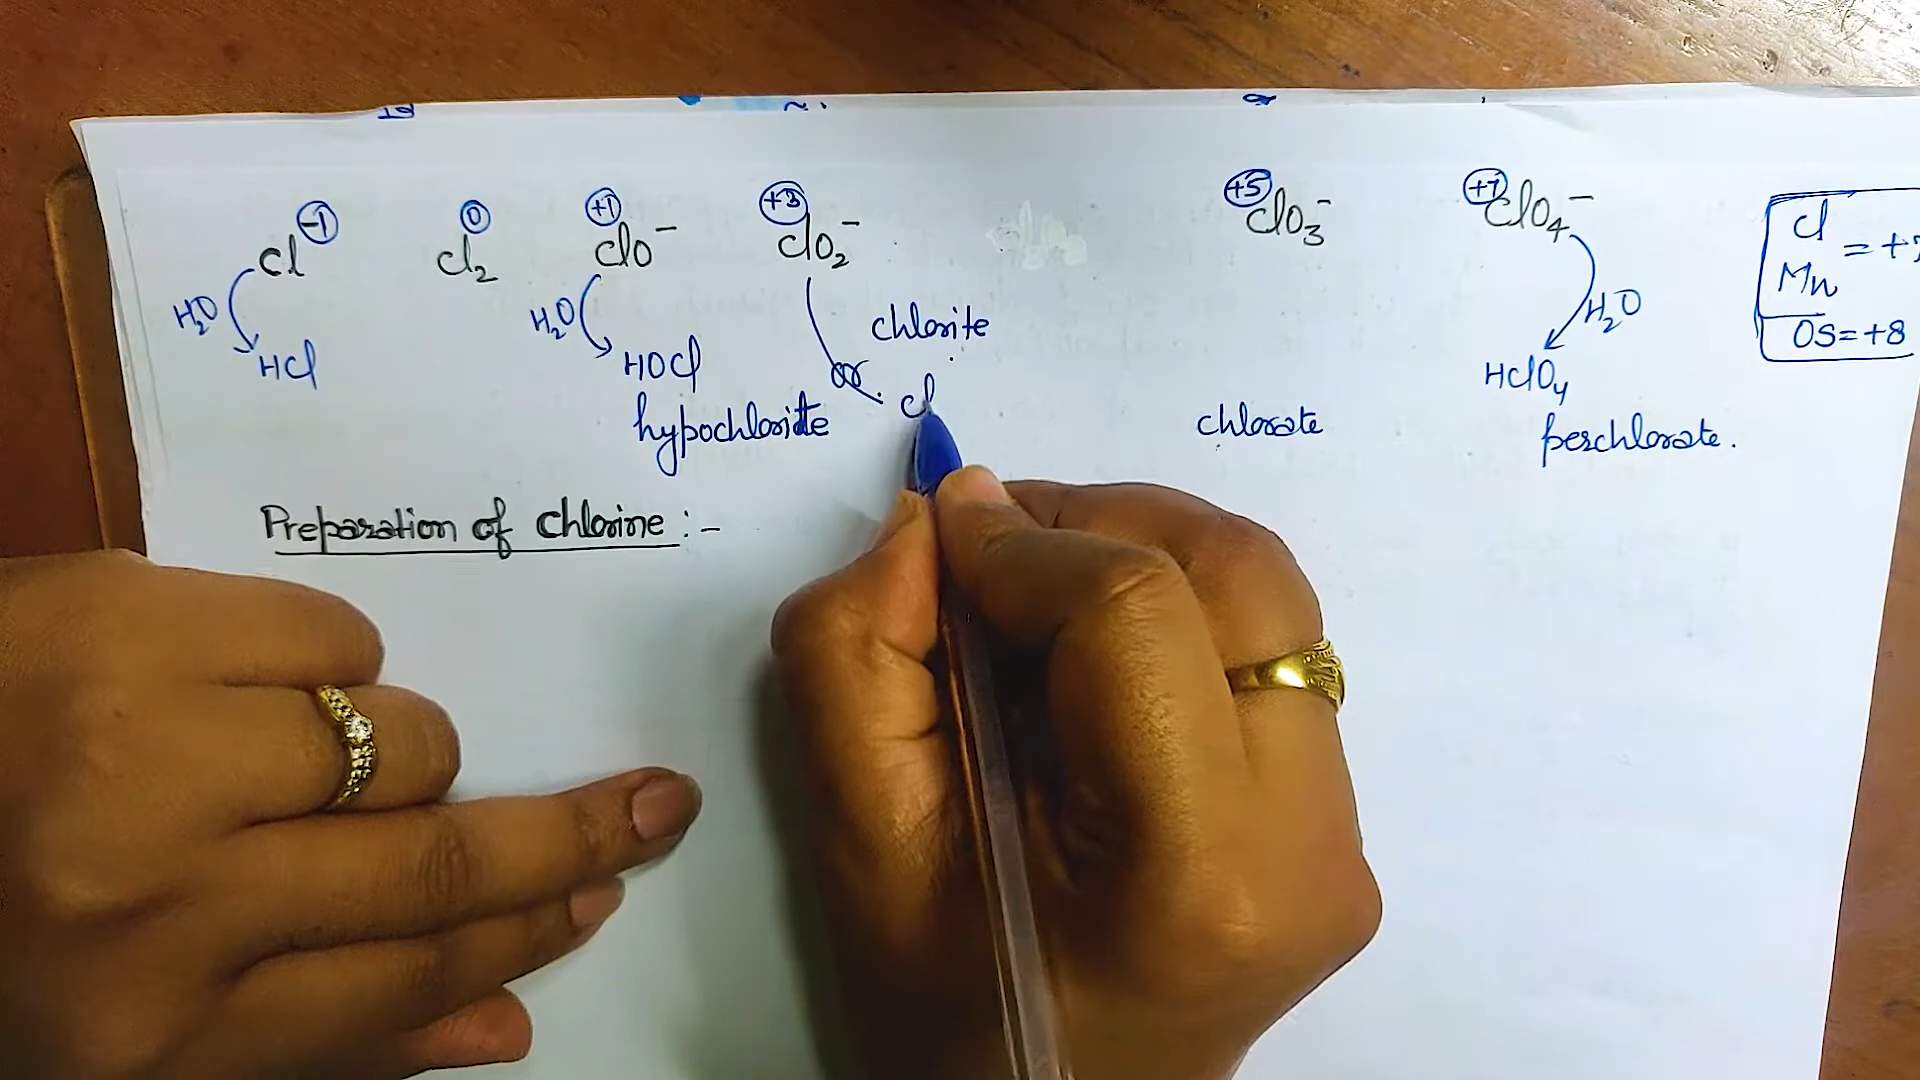 -1 0 +1 +3 +5 +7
Cl Cl₂ ClO⁻ ClO₂⁻ ClO₃⁻ ClO₄⁻
Cl
Mn = +7
OS=+8
H₂O H₂O or chlorite H₂O
HCl HOCl Cl HClO₄
hypochlorite chlorate perchlorate.
Preparation of Chlorine :-